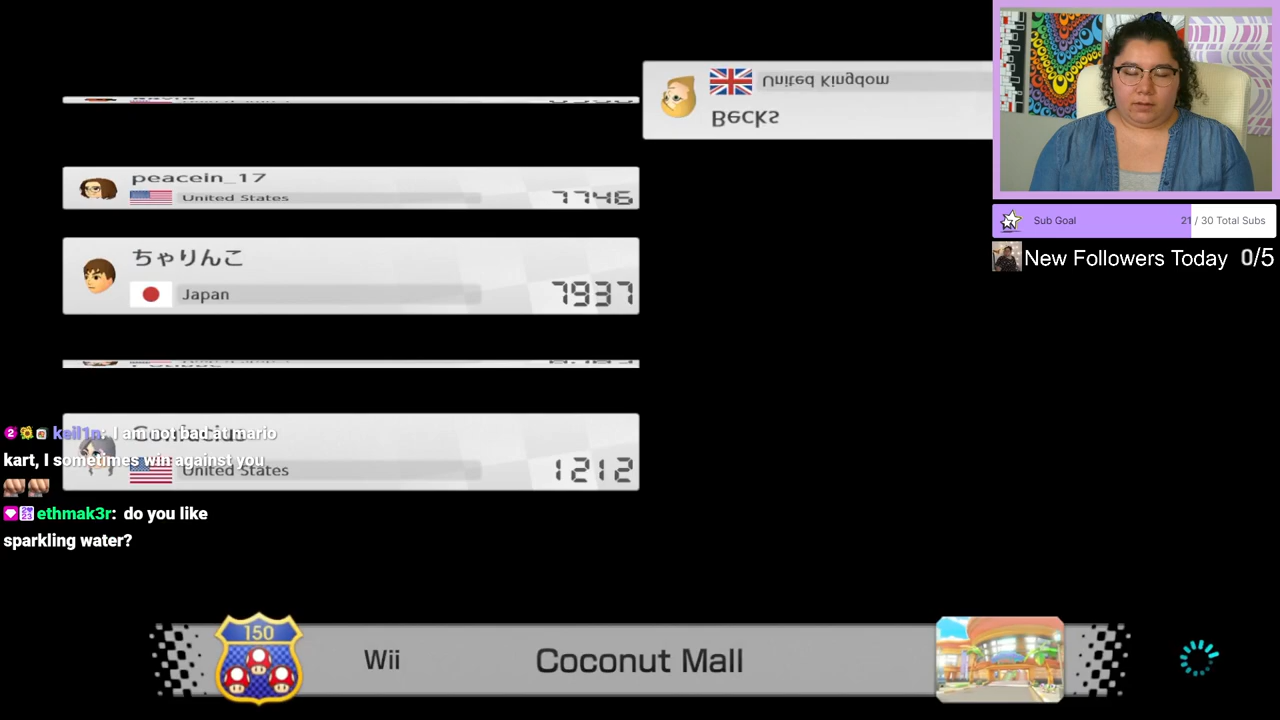 United Kingdom
Becks
peacein_17
United States
7746
ちゃりんこ
Japan
7937
Confucius
United States
1212
keil1n: I am not bad at mario
kart, I sometimes win against you
ethmak3r: do you like
sparkling water?
Sub Goal
21 / 30 Total Subs
New Followers Today 0/5
150
Wii
Coconut Mall